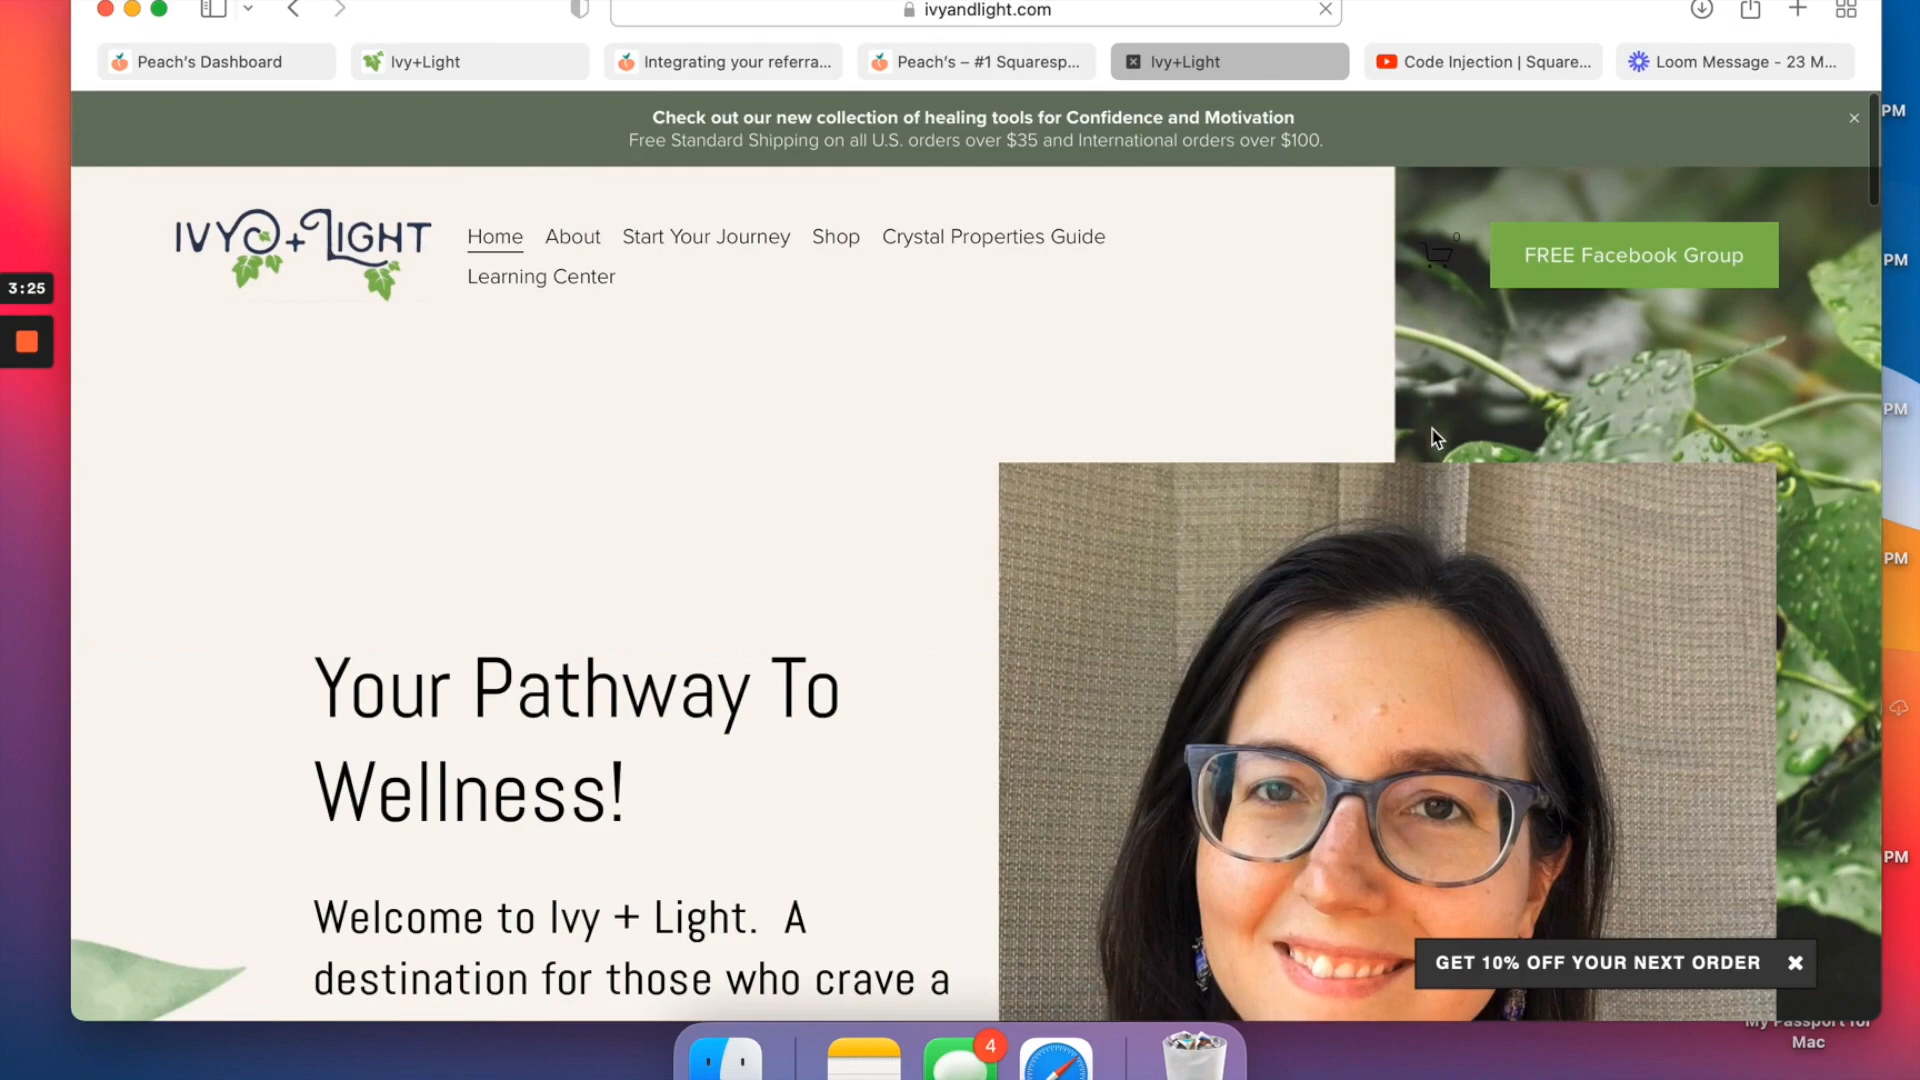 ivyandlight.com
Peach's Dashboard
Ivy+Light
Integrating your referra...
Peach's – #1 Squaresp...
Ivy+Light
Code Injection | Square...
Loom Message - 23 M...
Check out our new collection of healing tools for Confidence and Motivation
Free Standard Shipping on all U.S. orders over $35 and International orders over $100.
PM
IVY + LIGHT
Home
About
Start Your Journey
Shop
Crystal Properties Guide
Learning Center
0
FREE Facebook Group
PM
3:25
PM
PM
Your Pathway To
Wellness!
PM
Welcome to Ivy + Light. A
destination for those who crave a
GET 10% OFF YOUR NEXT ORDER
My Passport for
Mac
4